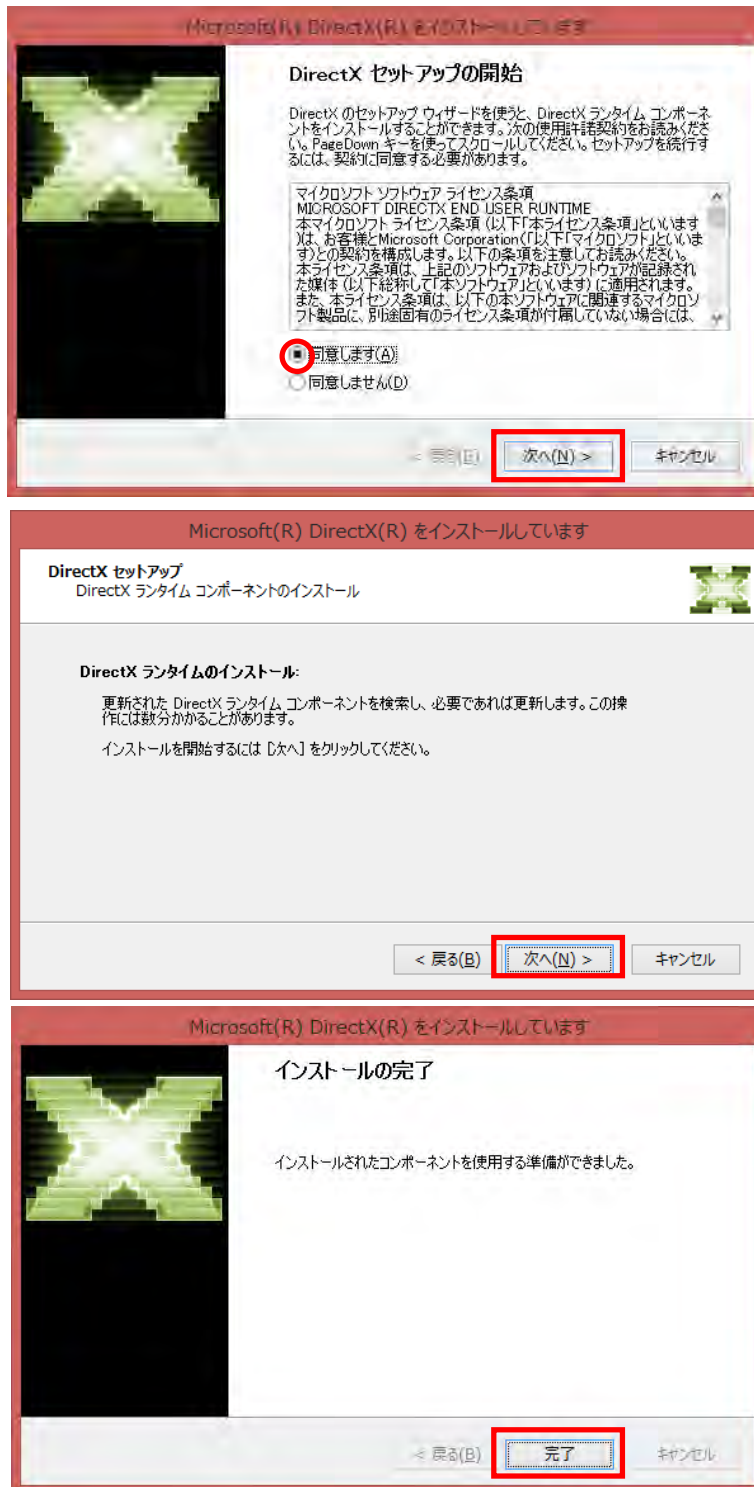 Microsoft(R) DirectX(R) をインストールしています
DirectX セットアップの開始
DirectX のセットアップ ウィザードを使うと、DirectX ランタイム コンポーネ
ントをインストールすることができます。次の使用許諾契約をお読みくださ
い。PageDown キーを使ってスクロールしてください。セットアップを続行す
るには、契約に同意する必要があります。
マイクロソフト ソフトウェア ライセンス条項
MICROSOFT DIRECTX END USER RUNTIME
本マイクロソフト ライセンス条項 (以下「本ライセンス条項」といいます
)は、お客様とMicrosoft Corporation(「以下「マイクロソフト」といいま
す)との契約を構成します。以下の条項を注意してお読みください。
本ライセンス条項は、上記のソフトウェアおよびソフトウェアが記録され
た媒体 (以下総称して「本ソフトウェア」といいます) に適用されます。
また、本ライセンス条項は、以下の本ソフトウェアに関連するマイクロソ
フト製品に、別途固有のライセンス条項が付属していない場合には、
同意します(A)
同意しません(D)
< 戻る(B) 次へ(N) > キャンセル
Microsoft(R) DirectX(R) をインストールしています
DirectX セットアップ
DirectX ランタイム コンポーネントのインストール
DirectX ランタイムのインストール:
更新された DirectX ランタイム コンポーネントを検索し、必要であれば更新します。この操
作には数分かかることがあります。
インストールを開始するには [次へ] をクリックしてください。
< 戻る(B) 次へ(N) > キャンセル
Microsoft(R) DirectX(R) をインストールしています
インストールの完了
インストールされたコンポーネントを使用する準備ができました。
< 戻る(B) 完了 キャンセル